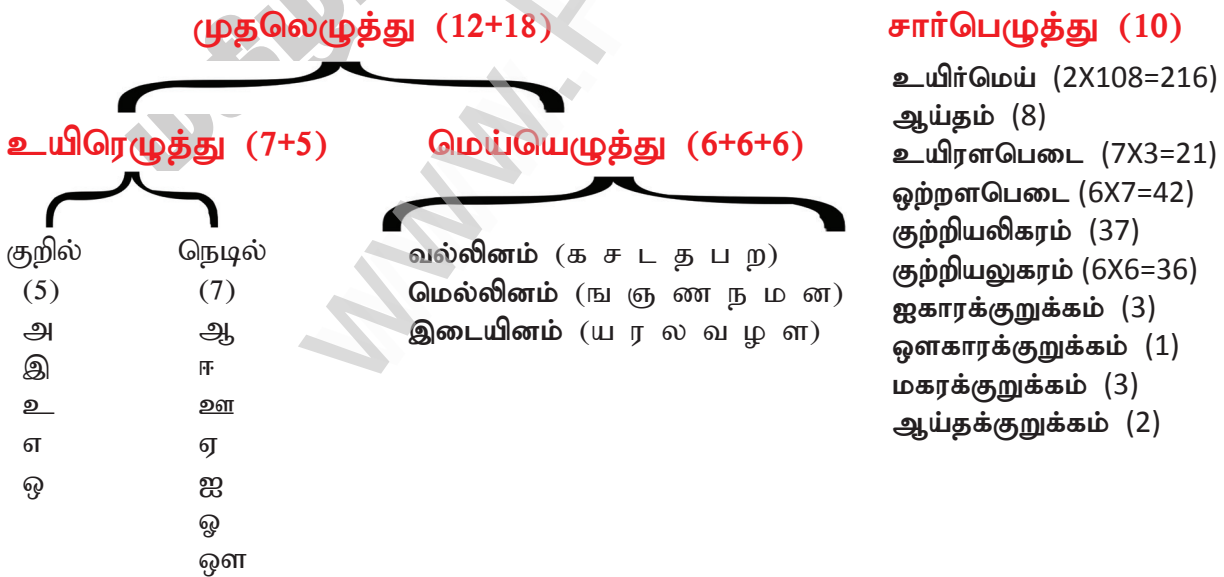 முதலெழுத்து (12+18)
உயிரெழுத்து (7+5)
குறில்
(5)
அ
இ
உ
எ
ஒ
நெடில்
(7)
ஆ
ஈ
ஊ
ஏ
ஐ
ஓ
ஔ
மெய்யெழுத்து (6+6+6)
வல்லினம் (க ச ட த ப ற)
மெல்லினம் (ங ஞ ண ந ம ன)
இடையினம் (ய ர ல வ ழ ள)
சார்பெழுத்து (10)
உயிர்மெய் (2X108=216)
ஆய்தம் (8)
உயிரளபெடை (7X3=21)
ஒற்றளபெடை (6X7=42)
குற்றியலிகரம் (37)
குற்றியலுகரம் (6X6=36)
ஐகாரக்குறுக்கம் (3)
ஔகாரக்குறுக்கம் (1)
மகரக்குறுக்கம் (3)
ஆய்தக்குறுக்கம் (2)